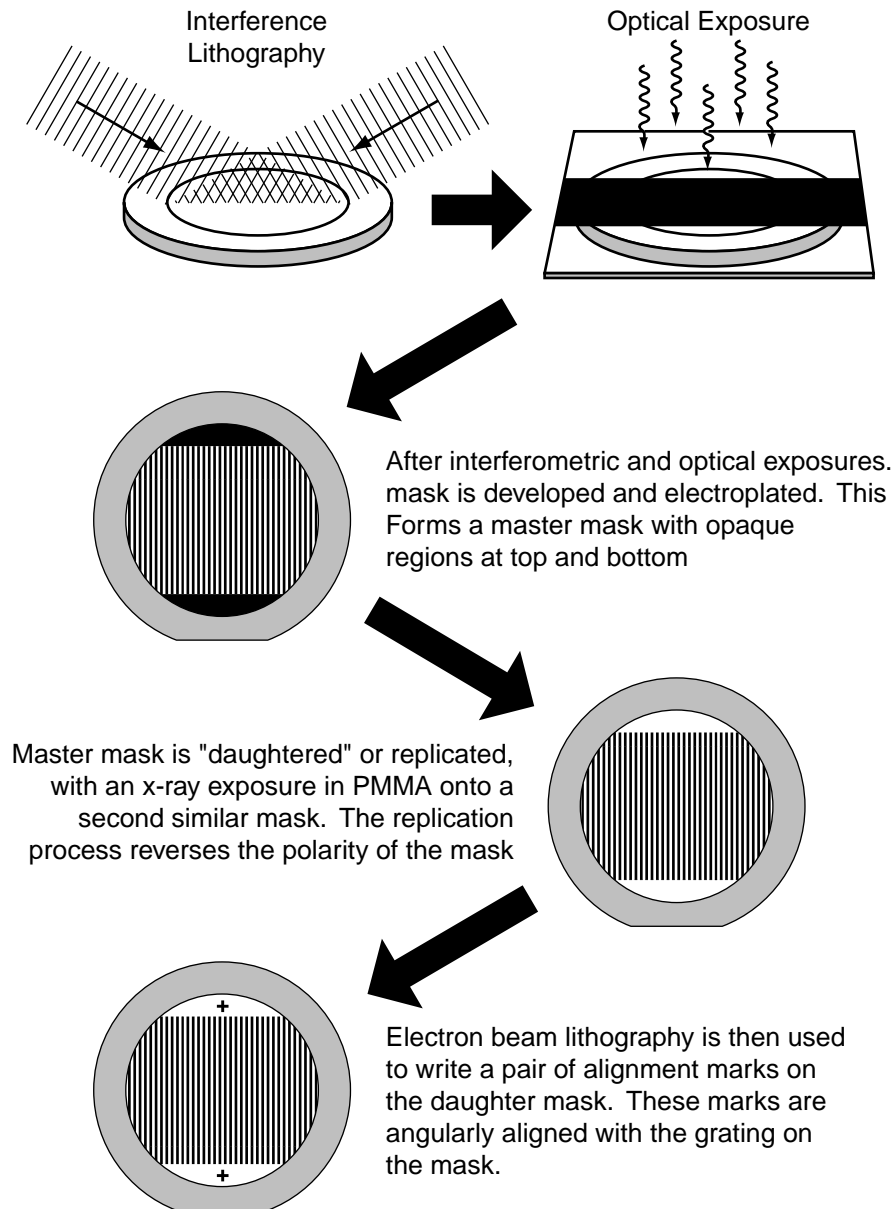 Interference
Lithography
Optical Exposure
After interferometric and optical exposures.
mask is developed and electroplated.  This
Forms a master mask with opaque
regions at top and bottom
Master mask is "daughtered" or replicated,
with an x-ray exposure in PMMA onto a
second similar mask.  The replication
process reverses the polarity of the mask
+
+
Electron beam lithography is then used
to write a pair of alignment marks on
the daughter mask.  These marks are
angularly aligned with the grating on
the mask.